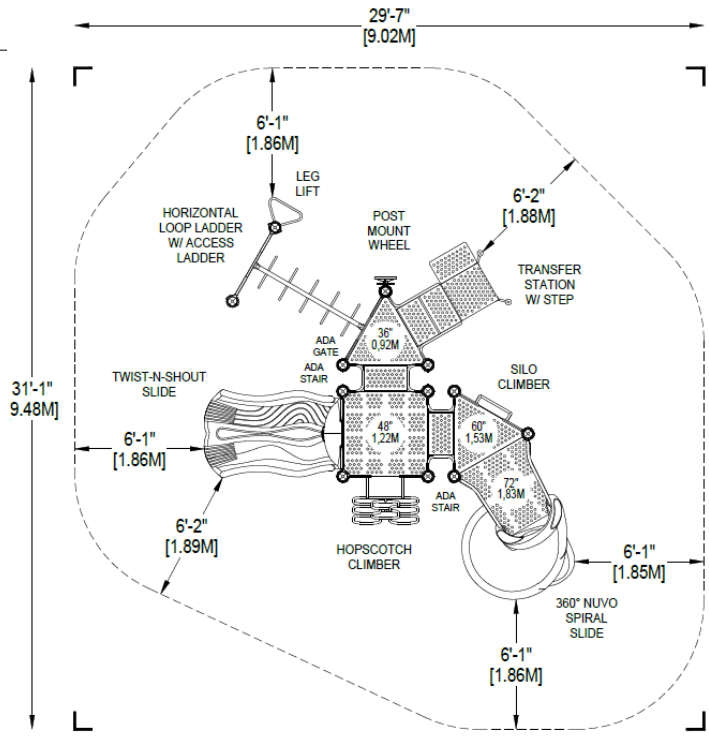 29'-7"
[9.02M]
6'-1"
[1.86M]
LEG
LIFT
6'-2"
[1.88M]
HORIZONTAL
LOOP LADDER
W/ ACCESS
LADDER
POST
MOUNT
WHEEL
TRANSFER
STATION
W/ STEP
36"
0,92M
ADA
GATE
ADA
STAIR
31'-1"
9.48M]
TWIST-N-SHOUT
SLIDE
SILO
CLIMBER
48"
1,22M
60"
1,53M
6'-1"
[1.86M]
72"
1,83M
ADA
STAIR
6'-2"
[1.89M]
HOPSCOTCH
CLIMBER
6'-1"
[1.85M]
360° NUVO
SPIRAL
SLIDE
6'-1"
[1.86M]